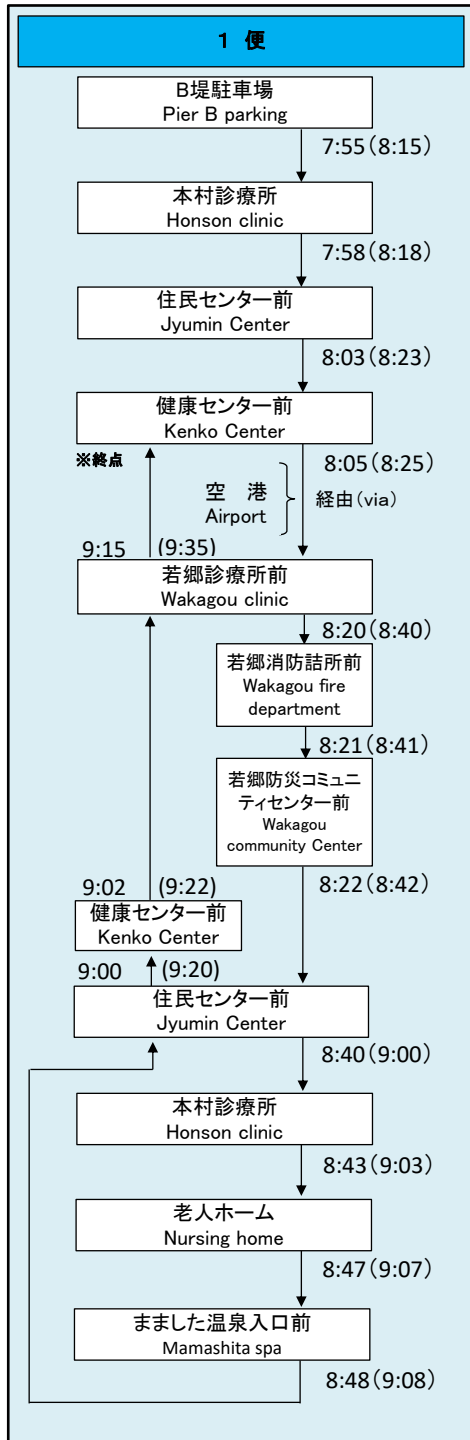 1 便
B堤駐車場
Pier B parking
7:55(8:15)
本村診療所
Honson clinic
7:58(8:18)
住民センター前
Jyumin Center
8:03(8:23)
健康センター前
Kenko Center
※終点
8:05(8:25)
空 港
Airport
経由(via)
9:15 (9:35)
若郷診療所前
Wakagou clinic
8:20(8:40)
若郷消防詰所前
Wakagou fire
department
8:21(8:41)
若郷防災コミュニ
ティセンター前
Wakagou
community Center
8:22(8:42)
9:02 (9:22)
健康センター前
Kenko Center
9:00 (9:20)
住民センター前
Jyumin Center
8:40(9:00)
本村診療所
Honson clinic
8:43(9:03)
老人ホーム
Nursing home
8:47(9:07)
まました温泉入口前
Mamashita spa
8:48(9:08)